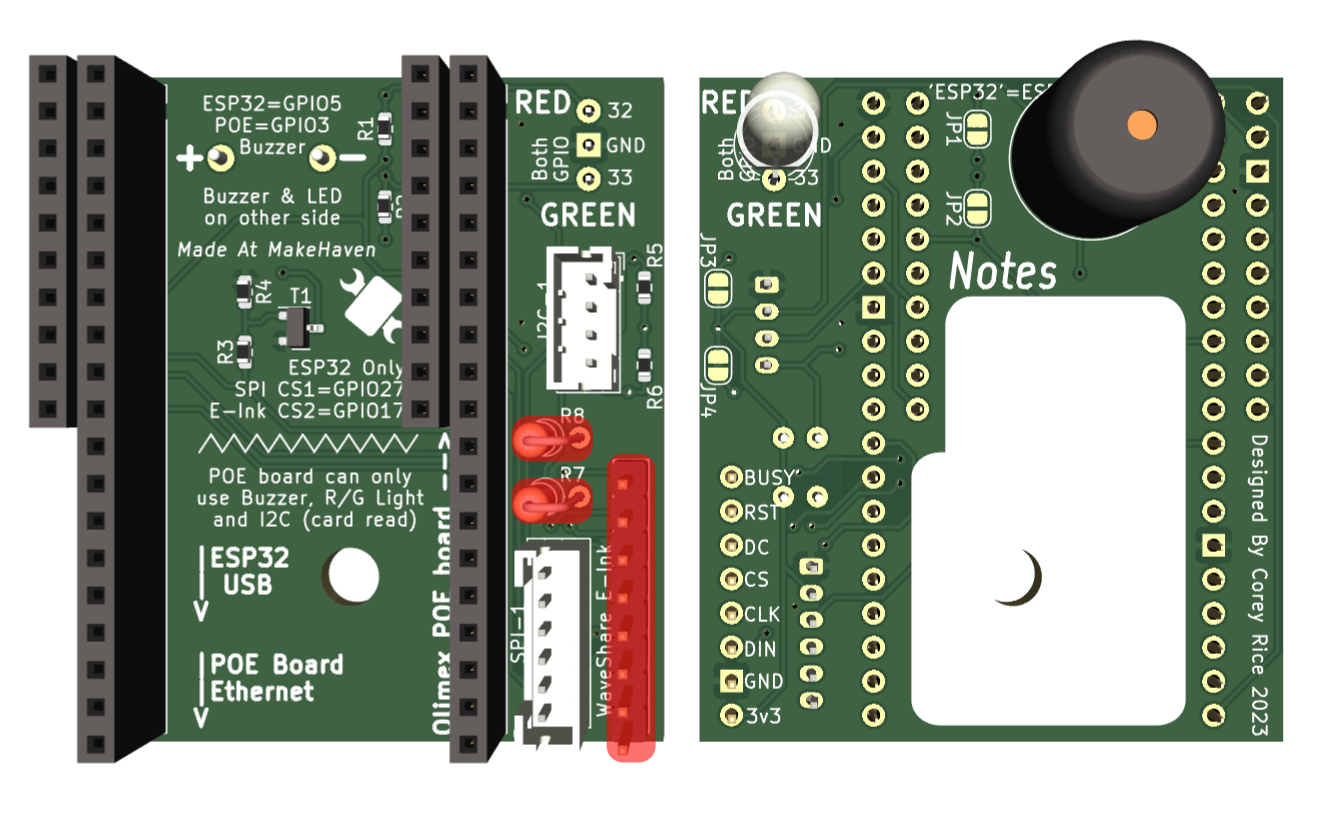 ESP32=GPIO5
POE=GPIO3
Buzzer
+
−
R1
Buzzer & LED
on other side
Made At MakeHaven
R4
T1
R3
ESP32 Only
SPI CS1=GPIO27
E-Ink CS2=GPIO17
POE board can only
use Buzzer, R/G Light
and I2C (card read)
ESP32
USB
POE Board
Ethernet
Olimex POE board --->
RED
32
Both
GPIO
GND
33
GREEN
R5
I2C-1
R6
R8
R7
SPI-1
WaveShare E-Ink
RED
Both
33
GREEN
'ESP32'=ES
JP1
JP2
JP3
JP4
Notes
BUSY'
RST
DC
CS
CLK
DIN
GND
3v3
Designed By Corey Rice 2023